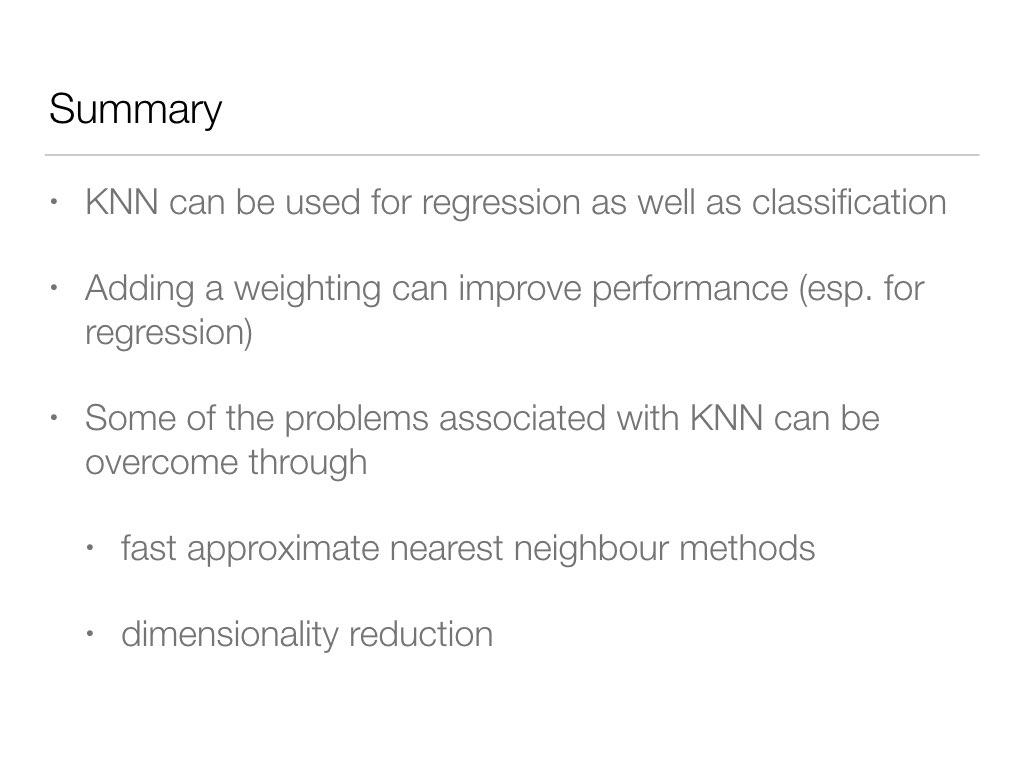 Summary
• KNN can be used for regression as well as classification
• Adding a weighting can improve performance (esp. for
regression)
• Some of the problems associated with KNN can be
overcome through
• fast approximate nearest neighbour methods
• dimensionality reduction